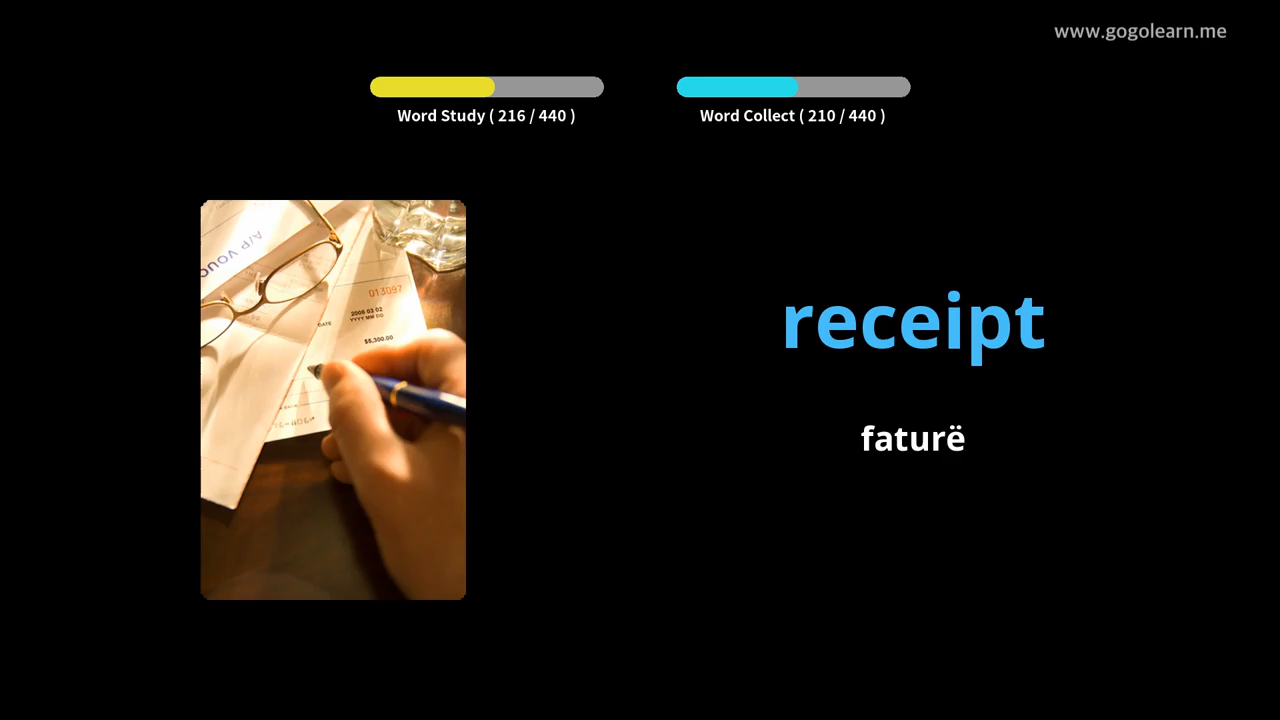 www.gogolearn.me
Word Study ( 216 / 440 )
Word Collect ( 210 / 440 )
A/P VOUC
013097
DATE
2006 03 02
YYYY MM DD
$5,300.00
receipt
faturë